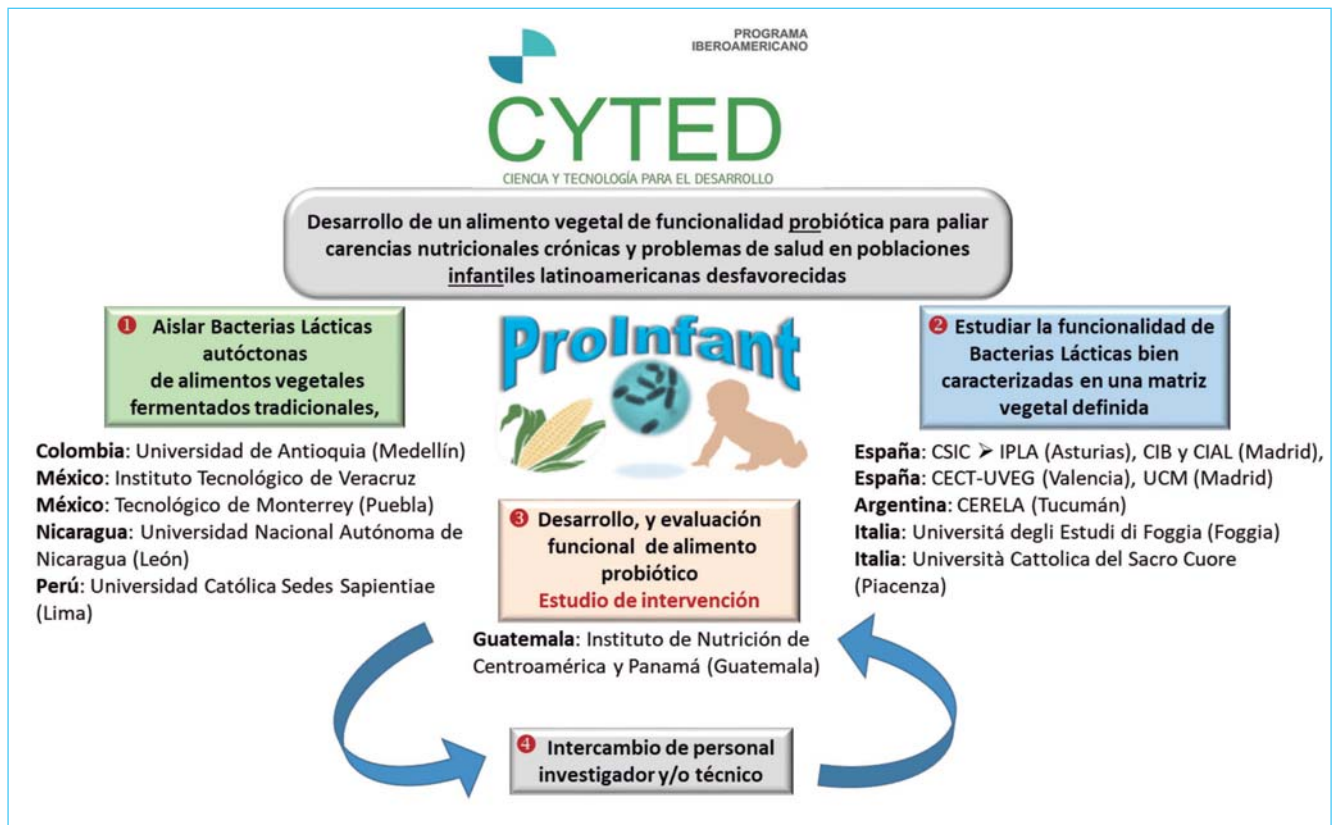 PROGRAMA
IBEROAMERICANO
CYTED
CIENCIA Y TECNOLOGÍA PARA EL DESARROLLO
Desarrollo de un alimento vegetal de funcionalidad probiótica para paliar
carencias nutricionales crónicas y problemas de salud en poblaciones
infantiles latinoamericanas desfavorecidas
❶ Aislar Bacterias Lácticas
autóctonas
de alimentos vegetales
fermentados tradicionales,
Colombia: Universidad de Antioquia (Medellín)
México: Instituto Tecnológico de Veracruz
México: Tecnológico de Monterrey (Puebla)
Nicaragua: Universidad Nacional Autónoma de
Nicaragua (León)
Perú: Universidad Católica Sedes Sapientiae
(Lima)
ProInfant
❷ Estudiar la funcionalidad de
Bacterias Lácticas bien
caracterizadas en una matriz
vegetal definida
España: CSIC ➢ IPLA (Asturias), CIB y CIAL (Madrid),
España: CECT-UVEG (Valencia), UCM (Madrid)
Argentina: CERELA (Tucumán)
Italia: Universitá degli Estudi di Foggia (Foggia)
Italia: Università Cattolica del Sacro Cuore
(Piacenza)
❸ Desarrollo, y evaluación
funcional de alimento
probiótico
Estudio de intervención
Guatemala: Instituto de Nutrición de
Centroamérica y Panamá (Guatemala)
❹ Intercambio de personal
investigador y/o técnico